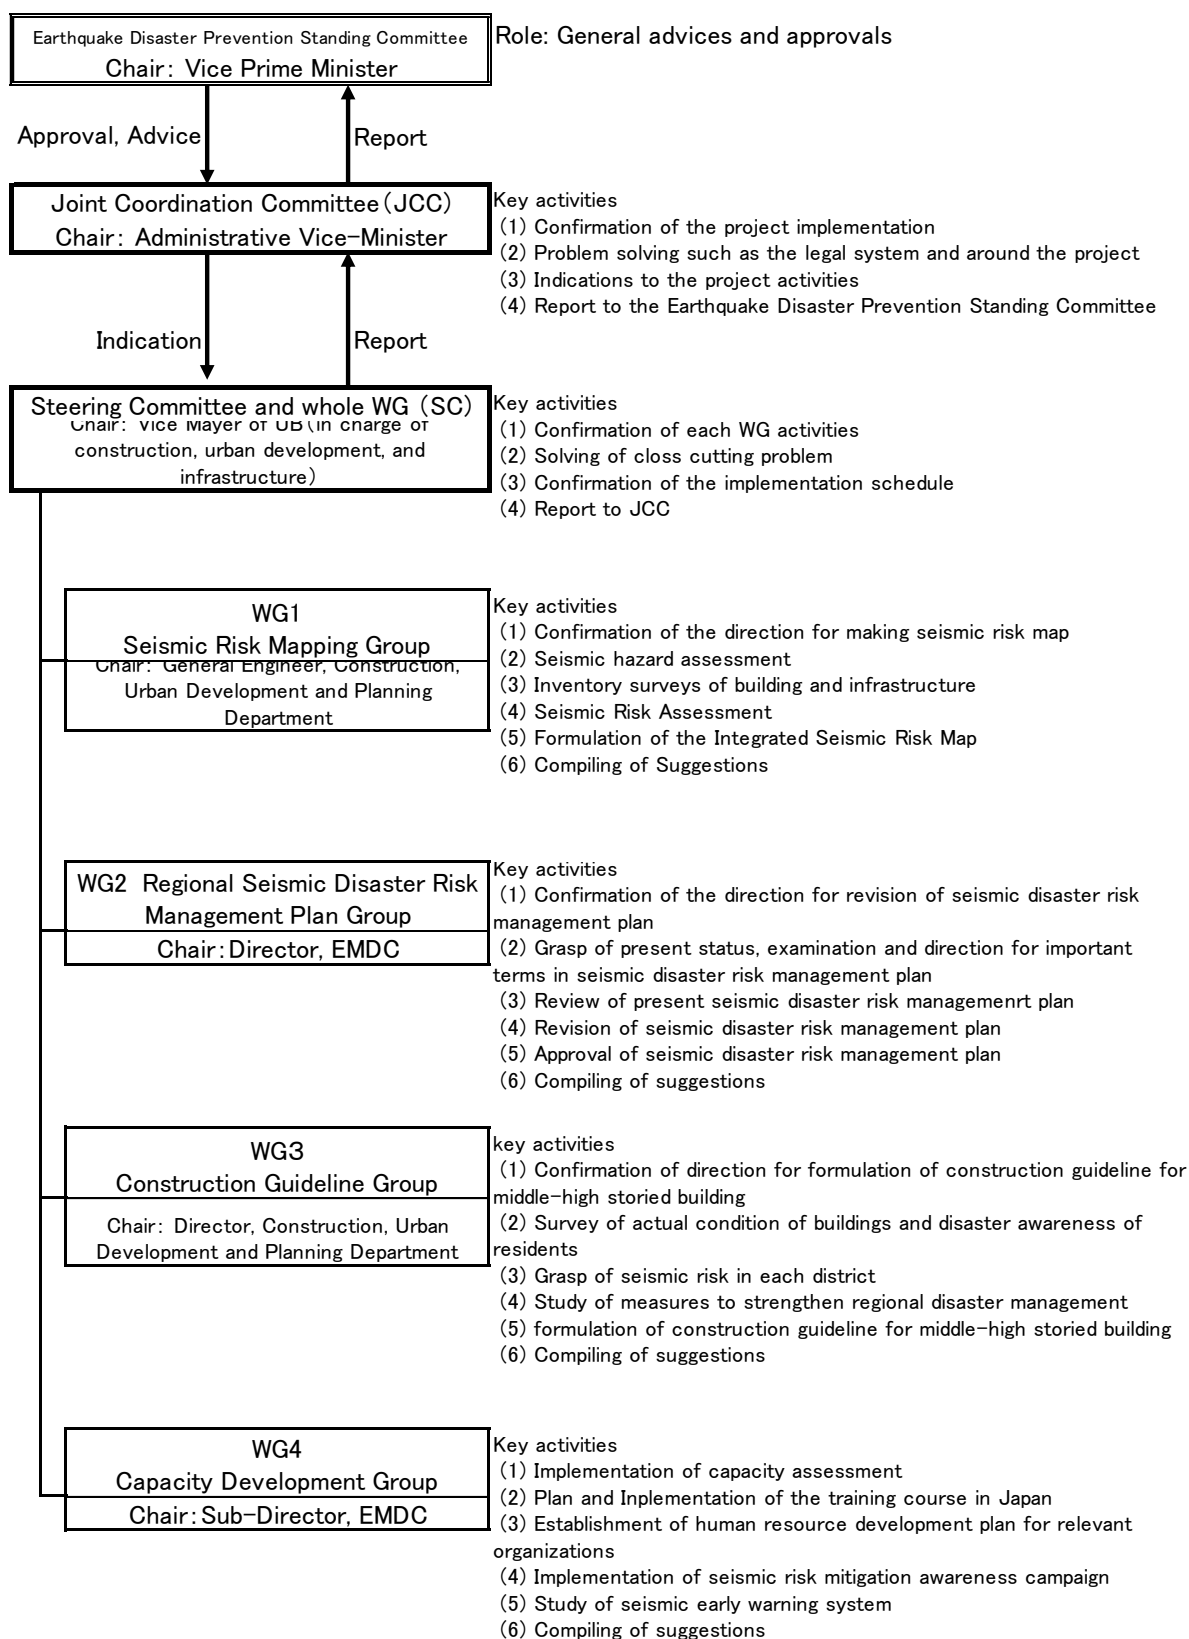 Earthquake Disaster Prevention Standing Committee
Chair: Vice Prime Minister
Role: General advices and approvals
Approval, Advice
Report
Joint Coordination Committee(JCC)
Chair: Administrative Vice-Minister
Key activities
(1) Confirmation of the project implementation
(2) Problem solving such as the legal system and around the project
(3) Indications to the project activities
(4) Report to the Earthquake Disaster Prevention Standing Committee
Indication
Report
Steering Committee and whole WG (SC)
Chair: Vice Mayer of UB(in charge of
construction, urban development, and
infrastructure)
Key activities
(1) Confirmation of each WG activities
(2) Solving of closs cutting problem
(3) Confirmation of the implementation schedule
(4) Report to JCC
WG1
Seismic Risk Mapping Group
Chair: General Engineer, Construction,
Urban Development and Planning
Department
Key activities
(1) Confirmation of the direction for making seismic risk map
(2) Seismic hazard assessment
(3) Inventory surveys of building and infrastructure
(4) Seismic Risk Assessment
(5) Formulation of the Integrated Seismic Risk Map
(6) Compiling of Suggestions
WG2 Regional Seismic Disaster Risk
Management Plan Group
Chair:Director, EMDC
Key activities
(1) Confirmation of the direction for revision of seismic disaster risk
management plan
(2) Grasp of present status, examination and direction for important
terms in seismic disaster risk management plan
(3) Review of present seismic disaster risk managemenrt plan
(4) Revision of seismic disaster risk management plan
(5) Approval of seismic disaster risk management plan
(6) Compiling of suggestions
WG3
Construction Guideline Group
Chair: Director, Construction, Urban
Development and Planning Department
key activities
(1) Confirmation of direction for formulation of construction guideline for
middle-high storied building
(2) Survey of actual condition of buildings and disaster awareness of
residents
(3) Grasp of seismic risk in each district
(4) Study of measures to strengthen regional disaster management
(5) formulation of construction guideline for middle-high storied building
(6) Compiling of suggestions
WG4
Capacity Development Group
Chair:Sub-Director, EMDC
Key activities
(1) Implementation of capacity assessment
(2) Plan and Inplementation of the training course in Japan
(3) Establishment of human resource development plan for relevant
organizations
(4) Implementation of seismic risk mitigation awareness campaign
(5) Study of seismic early warning system
(6) Compiling of suggestions